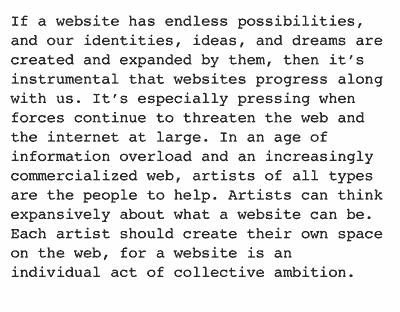 If a website has endless possibilities,
and our identities, ideas, and dreams are
created and expanded by them, then it’s
instrumental that websites progress along
with us. It’s especially pressing when
forces continue to threaten the web and
the internet at large. In an age of
information overload and an increasingly
commercialized web, artists of all types
are the people to help. Artists can think
expansively about what a website can be.
Each artist should create their own space
on the web, for a website is an
individual act of collective ambition.